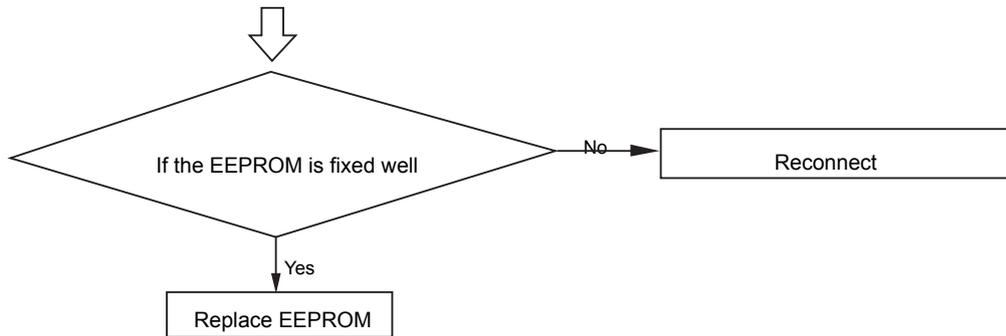 If the EEPROM is fixed well
No
Reconnect
Yes
Replace EEPROM